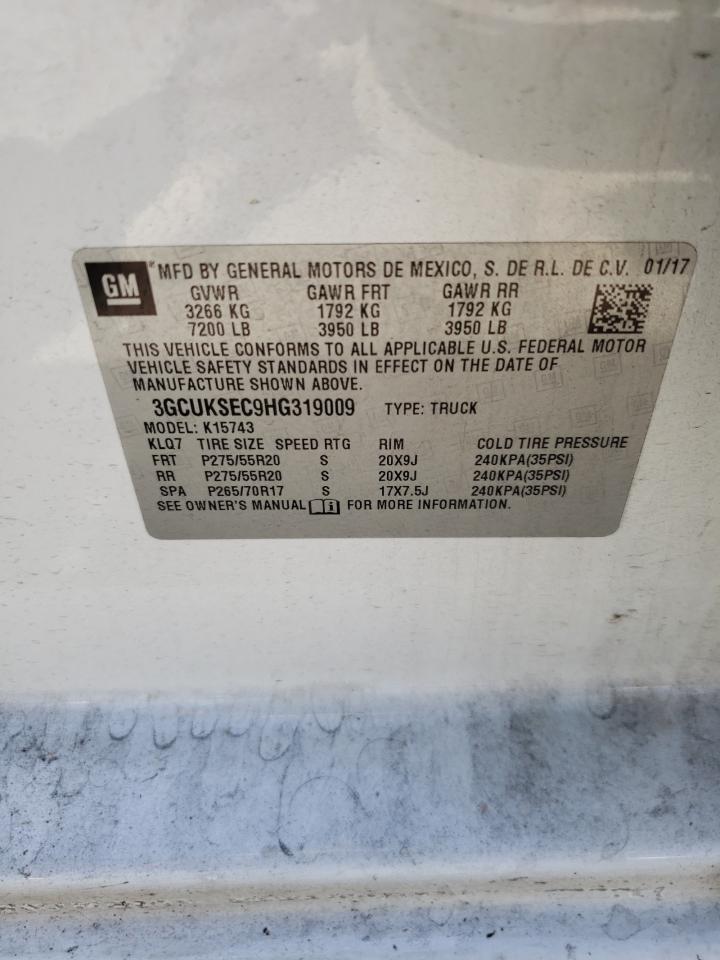 GM
MFD BY GENERAL MOTORS DE MEXICO, S. DE R.L. DE C.V. 01/17
GVWR GAWR FRT GAWR RR
3266 KG 1792 KG 1792 KG
7200 LB 3950 LB 3950 LB
THIS VEHICLE CONFORMS TO ALL APPLICABLE U.S. FEDERAL MOTOR
VEHICLE SAFETY STANDARDS IN EFFECT ON THE DATE OF
MANUFACTURE SHOWN ABOVE.
3GCUKSEC9HG319009 TYPE: TRUCK
MODEL: K15743
KLQ7 TIRE SIZE SPEED RTG RIM COLD TIRE PRESSURE
FRT P275/55R20 S 20X9J 240KPA(35PSI)
RR P275/55R20 S 20X9J 240KPA(35PSI)
SPA P265/70R17 S 17X7.5J 240KPA(35PSI)
SEE OWNER'S MANUAL FOR MORE INFORMATION.